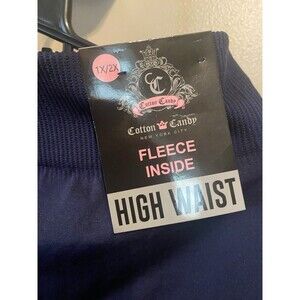 1X/2X
CC
Cotton Candy
Cotton Candy
NEW YORK CITY
FLEECE
INSIDE
HIGH WAIST